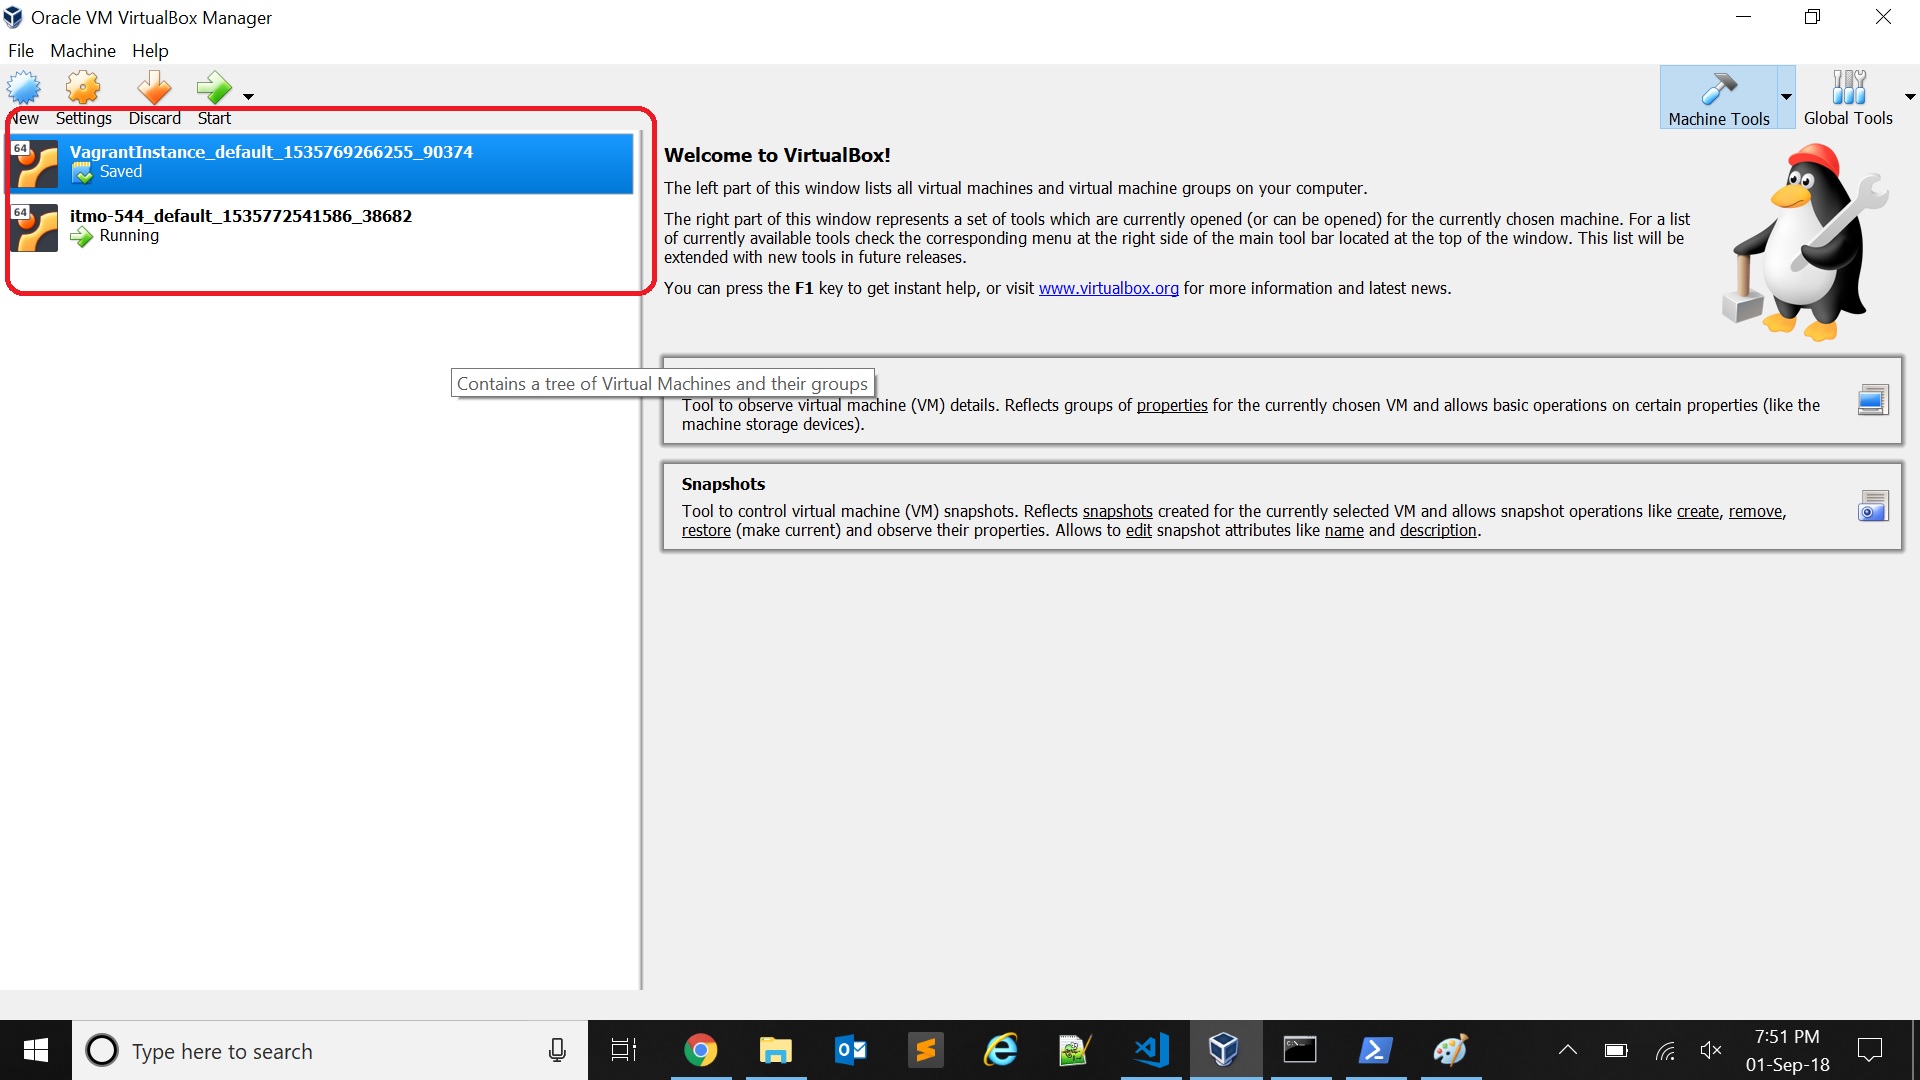 Oracle VM VirtualBox Manager
File Machine Help
New Settings Discard Start
Machine Tools Global Tools
64 VagrantInstance_default_1535769266255_90374
Saved
64 itmo-544_default_1535772541586_38682
Running
Welcome to VirtualBox!
The left part of this window lists all virtual machines and virtual machine groups on your computer.
The right part of this window represents a set of tools which are currently opened (or can be opened) for the currently chosen machine. For a list
of currently available tools check the corresponding menu at the right side of the main tool bar located at the top of the window. This list will be
extended with new tools in future releases.
You can press the F1 key to get instant help, or visit www.virtualbox.org for more information and latest news.
Contains a tree of Virtual Machines and their groups
Tool to observe virtual machine (VM) details. Reflects groups of properties for the currently chosen VM and allows basic operations on certain properties (like the
machine storage devices).
Snapshots
Tool to control virtual machine (VM) snapshots. Reflects snapshots created for the currently selected VM and allows snapshot operations like create, remove,
restore (make current) and observe their properties. Allows to edit snapshot attributes like name and description.
Type here to search
7:51 PM
01-Sep-18